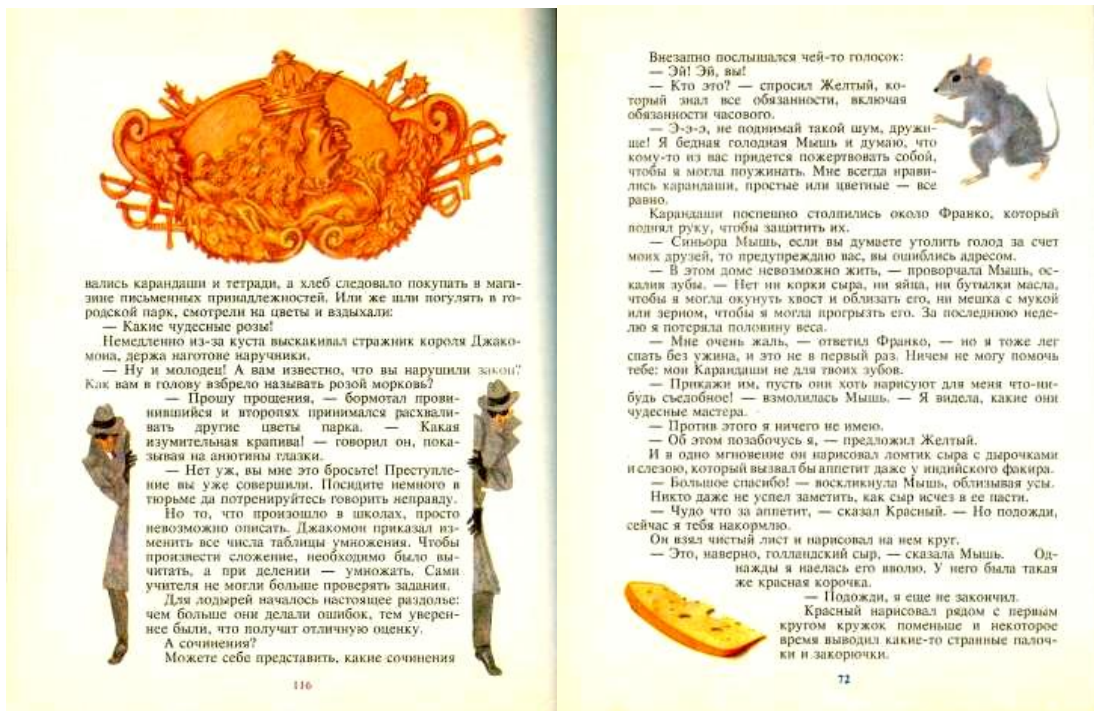 вались карандаши и тетради, а хлеб следовало покупать в мага-
зине письменных принадлежностей. Или же шли погулять в го-
родской парк, смотрели на цветы и вздыхали:
— Какие чудесные розы!
Немедленно из-за куста выскакивал стражник короля Джако-
мона, держа наготове наручники.
— Ну и молодец! А вам известно, что вы нарушили закон?
Как вам в голову взбрело называть розой морковь?
— Прошу прощения, — бормотал прови-
нившийся и второпях принимался расхвали-
вать другие цветы парка. — Какая
изумительная крапива! — говорил он, пока-
зывая на анютины глазки.
— Нет уж, вы мне это бросьте! Преступле-
ние вы уже совершили. Посидите немного в
тюрьме да потренируйтесь говорить неправду.
Но то, что произошло в школах, просто
невозможно описать. Джакомон приказал из-
менить все числа таблицы умножения. Чтобы
произвести сложение, необходимо было вы-
читать, а при делении — умножать. Сами
учителя не могли больше проверять задания.
Для лодырей началось настоящее раздолье:
чем больше они делали ошибок, тем уверен-
нее были, что получат отличную оценку.
А сочинения?
Можете себе представить, какие сочинения
116
Внезапно послышался чей-то голосок:
— Эй! Эй, вы!
— Кто это? — спросил Желтый, ко-
торый знал все обязанности, включая
обязанности часового.
— Э-э-э, не поднимай такой шум, дружи-
ще! Я бедная голодная Мышь и думаю, что
кому-то из вас придется пожертвовать собой,
чтобы я могла поужинать. Мне всегда нрави-
лись карандаши, простые или цветные — все
равно.
Карандаши поспешно столпились около Франко, который
поднял руку, чтобы защитить их.
— Синьора Мышь, если вы думаете утолить голод за счет
моих друзей, то предупреждаю вас, вы ошиблись адресом.
— В этом доме невозможно жить, — проворчала Мышь, ос-
калив зубы. — Нет ни корки сыра, ни яйца, ни бутылки масла,
чтобы я могла окунуть хвост и облизать его, ни мешка с мукой
или зерном, чтобы я могла прогрызть его. За последнюю неде-
лю я потеряла половину веса.
— Мне очень жаль, — ответил Франко, — но я тоже лег
спать без ужина, и это не в первый раз. Ничем не могу помочь
тебе: мои Карандаши не для твоих зубов.
— Прикажи им, пусть они хоть нарисуют для меня что-ни-
будь съедобное! — взмолилась Мышь. — Я видела, какие они
чудесные мастера.
— Против этого я ничего не имею.
— Об этом позабочусь я, — предложил Желтый.
И в одно мгновение он нарисовал ломтик сыра с дырочками
и слезою, который вызвал бы аппетит даже у индийского факира.
— Большое спасибо! — воскликнула Мышь, облизывая усы.
Никто даже не успел заметить, как сыр исчез в ее пасти.
— Чудо что за аппетит, — сказал Красный. — Но подожди,
сейчас я тебя накормлю.
Он взял чистый лист и нарисовал на нем круг.
— Это, наверно, голландский сыр, — сказала Мышь. Од-
нажды я наелась его вволю. У него была такая
же красная корочка.
— Подожди, я еще не закончил.
Красный нарисовал рядом с первым
кругом кружок поменьше и некоторое
время выводил какие-то странные палоч-
ки и закорючки.
72